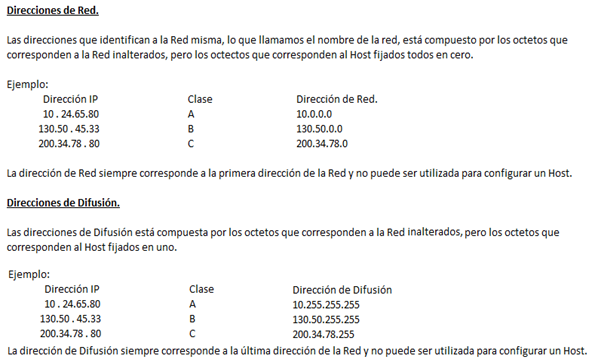 Direcciones de Red.
Las direcciones que identifican a la Red misma, lo que llamamos el nombre de la red, está compuesto por los octetos que
corresponden a la Red inalterados, pero los octectos que corresponden al Host fijados todos en cero.
Ejemplo:
Dirección IP Clase Dirección de Red.
10 . 24.65.80 A 10.0.0.0
130.50 . 45.33 B 130.50.0.0
200.34.78 . 80 C 200.34.78.0
La dirección de Red siempre corresponde a la primera dirección de la Red y no puede ser utilizada para configurar un Host.
Direcciones de Difusión.
Las direcciones de Difusión está compuesta por los octetos que corresponden a la Red inalterados, pero los octetos que
corresponden al Host fijados en uno.
Ejemplo:
Dirección IP Clase Dirección de Difusión
10 . 24.65.80 A 10.255.255.255
130.50 . 45.33 B 130.50.255.255
200.34.78 . 80 C 200.34.78.255
La dirección de Difusión siempre corresponde a la última dirección de la Red y no puede ser utilizada para configurar un Host.